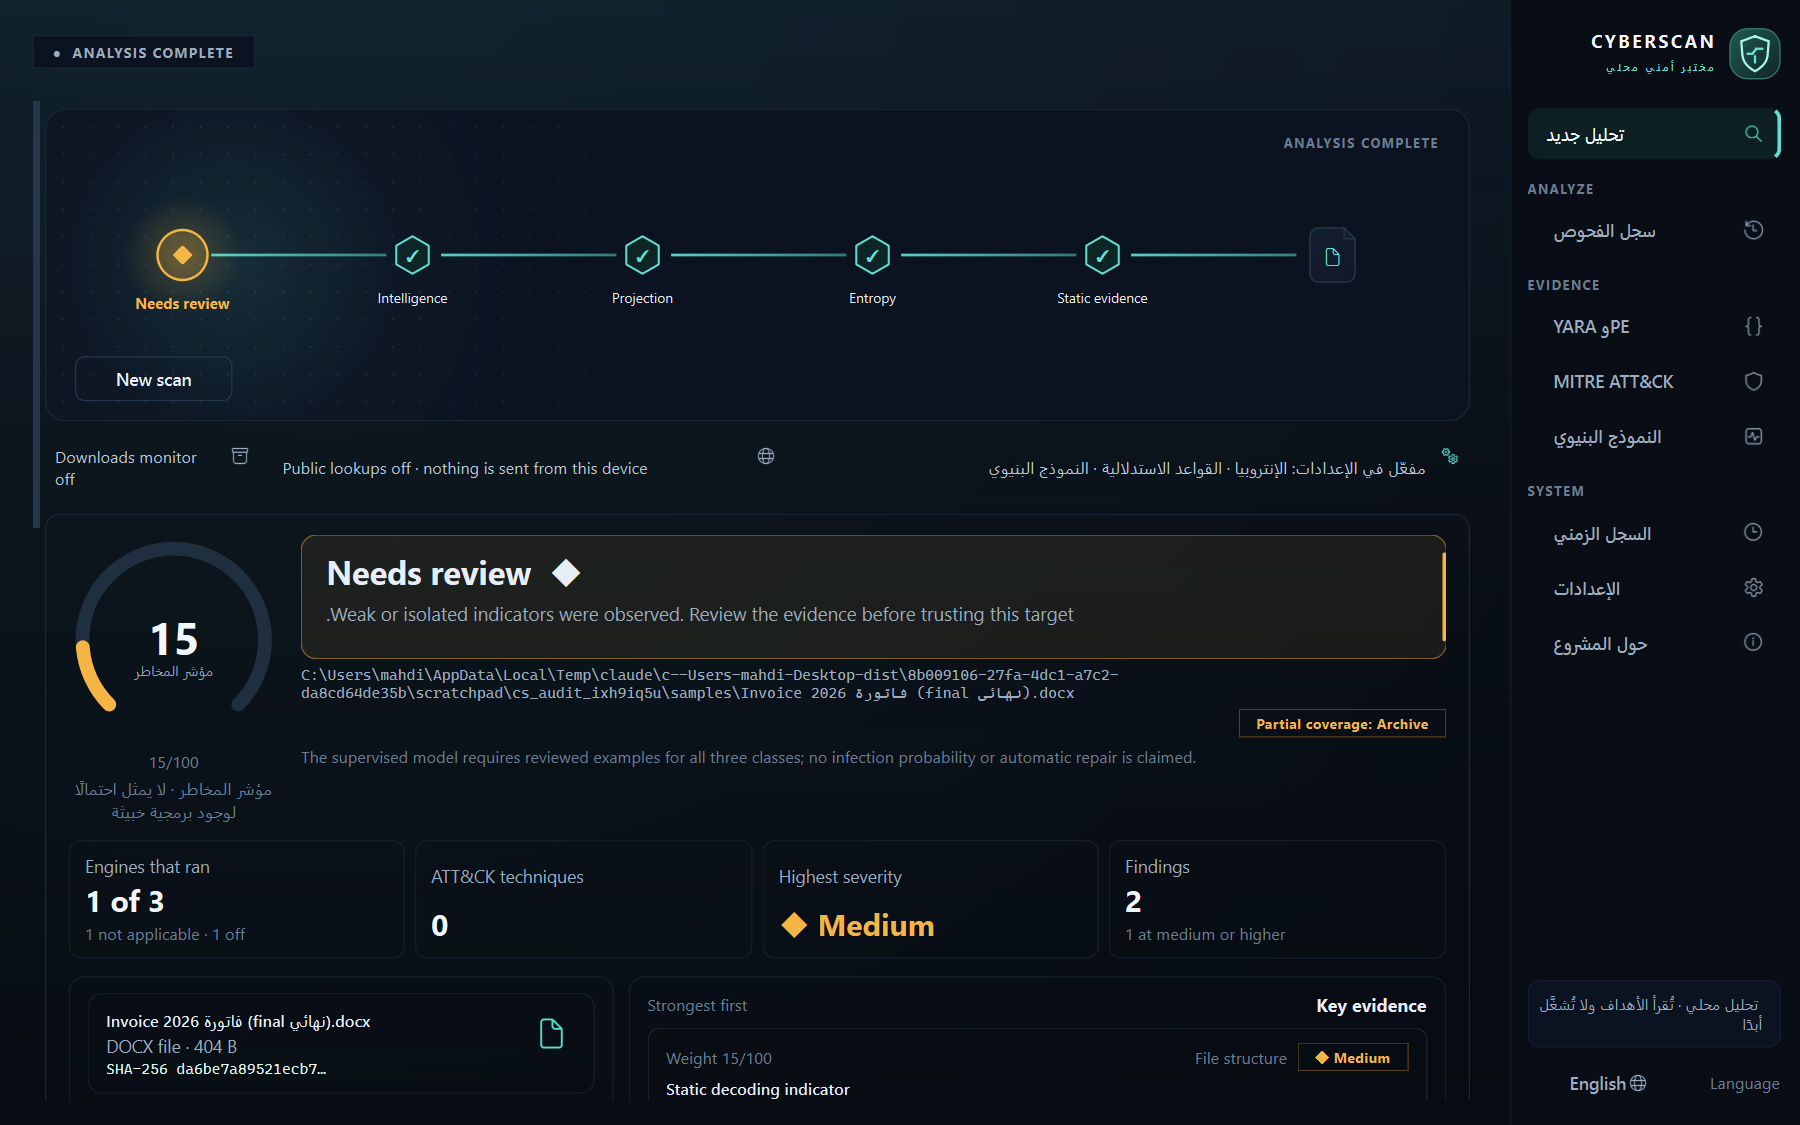 ANALYSIS COMPLETE
CYBERSCAN
مختبر أمني محلي
تحليل جديد
ANALYZE
سجل الفحوص
EVIDENCE
YARA وPE
MITRE ATT&CK
النموذج البنيوي
SYSTEM
السجل الزمني
الإعدادات
حول المشروع
تحليل محلي · تُقرأ الأهداف ولا تُشغَّل
أبدًا
Language
English
ANALYSIS COMPLETE
Static evidence
Entropy
Projection
Intelligence
Needs review
New scan
مفعّل في الإعدادات: الإنتروبيا · القواعد الاستدلالية · النموذج البنيوي
Public lookups off · nothing is sent from this device
Downloads monitor
off
Needs review
.Weak or isolated indicators were observed. Review the evidence before trusting this target
15
مؤشر المخاطر
15/100
مؤشر المخاطر · لا يمثل احتمالًا
لوجود برمجية خبيثة
C:\Users\mahdi\AppData\Local\Temp\claude\c--Users-mahdi-Desktop-dist\8b009106-27fa-4dc1-a7c2-
da8cd64de35b\scratchpad\cs_audit_ixh9iq5u\samples\Invoice 2026 فاتورة (final نهائي).docx
Partial coverage: Archive
The supervised model requires reviewed examples for all three classes; no infection probability or automatic repair is claimed.
Findings
2
1 at medium or higher
Highest severity
Medium
ATT&CK techniques
0
Engines that ran
1 of 3
1 not applicable · 1 off
Key evidence
Strongest first
Medium
File structure
Weight 15/100
Static decoding indicator
Invoice 2026 فاتورة (final نهائي).docx
DOCX file · 404 B
SHA-256 da6be7a89521ecb7…